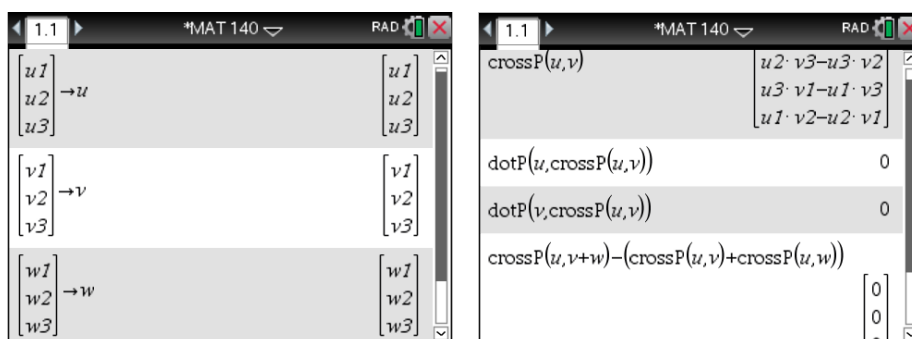 1.1 *MAT 140 RAD
[u1] [u1]
[u2] →u [u2]
[u3] [u3]
[v1] [v1]
[v2] →v [v2]
[v3] [v3]
[w1] [w1]
[w2] →w [w2]
[w3] [w3]
1.1 *MAT 140 RAD
crossP(u,v) [u2·v3−u3·v2]
[u3·v1−u1·v3]
[u1·v2−u2·v1]
dotP(u,crossP(u,v)) 0
dotP(v,crossP(u,v)) 0
crossP(u,v+w)−(crossP(u,v)+crossP(u,w))
[0]
[0]